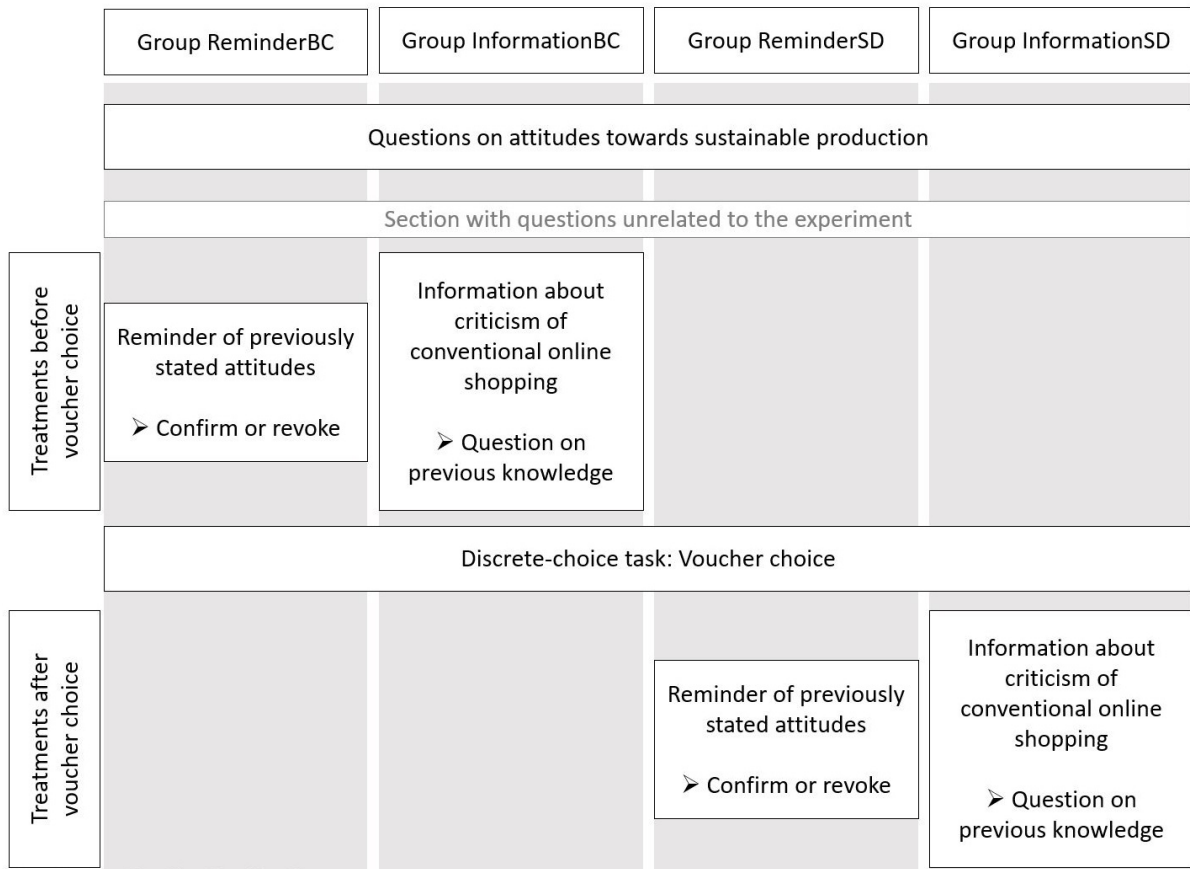 Group ReminderBC
Group InformationBC
Group ReminderSD
Group InformationSD
Questions on attitudes towards sustainable production
Section with questions unrelated to the experiment
Treatments before
voucher choice
Reminder of previously
stated attitudes
➢ Confirm or revoke
Information about
criticism of
conventional online
shopping
➢ Question on
previous knowledge
Discrete-choice task: Voucher choice
Treatments after
voucher choice
Reminder of previously
stated attitudes
➢ Confirm or revoke
Information about
criticism of
conventional online
shopping
➢ Question on
previous knowledge